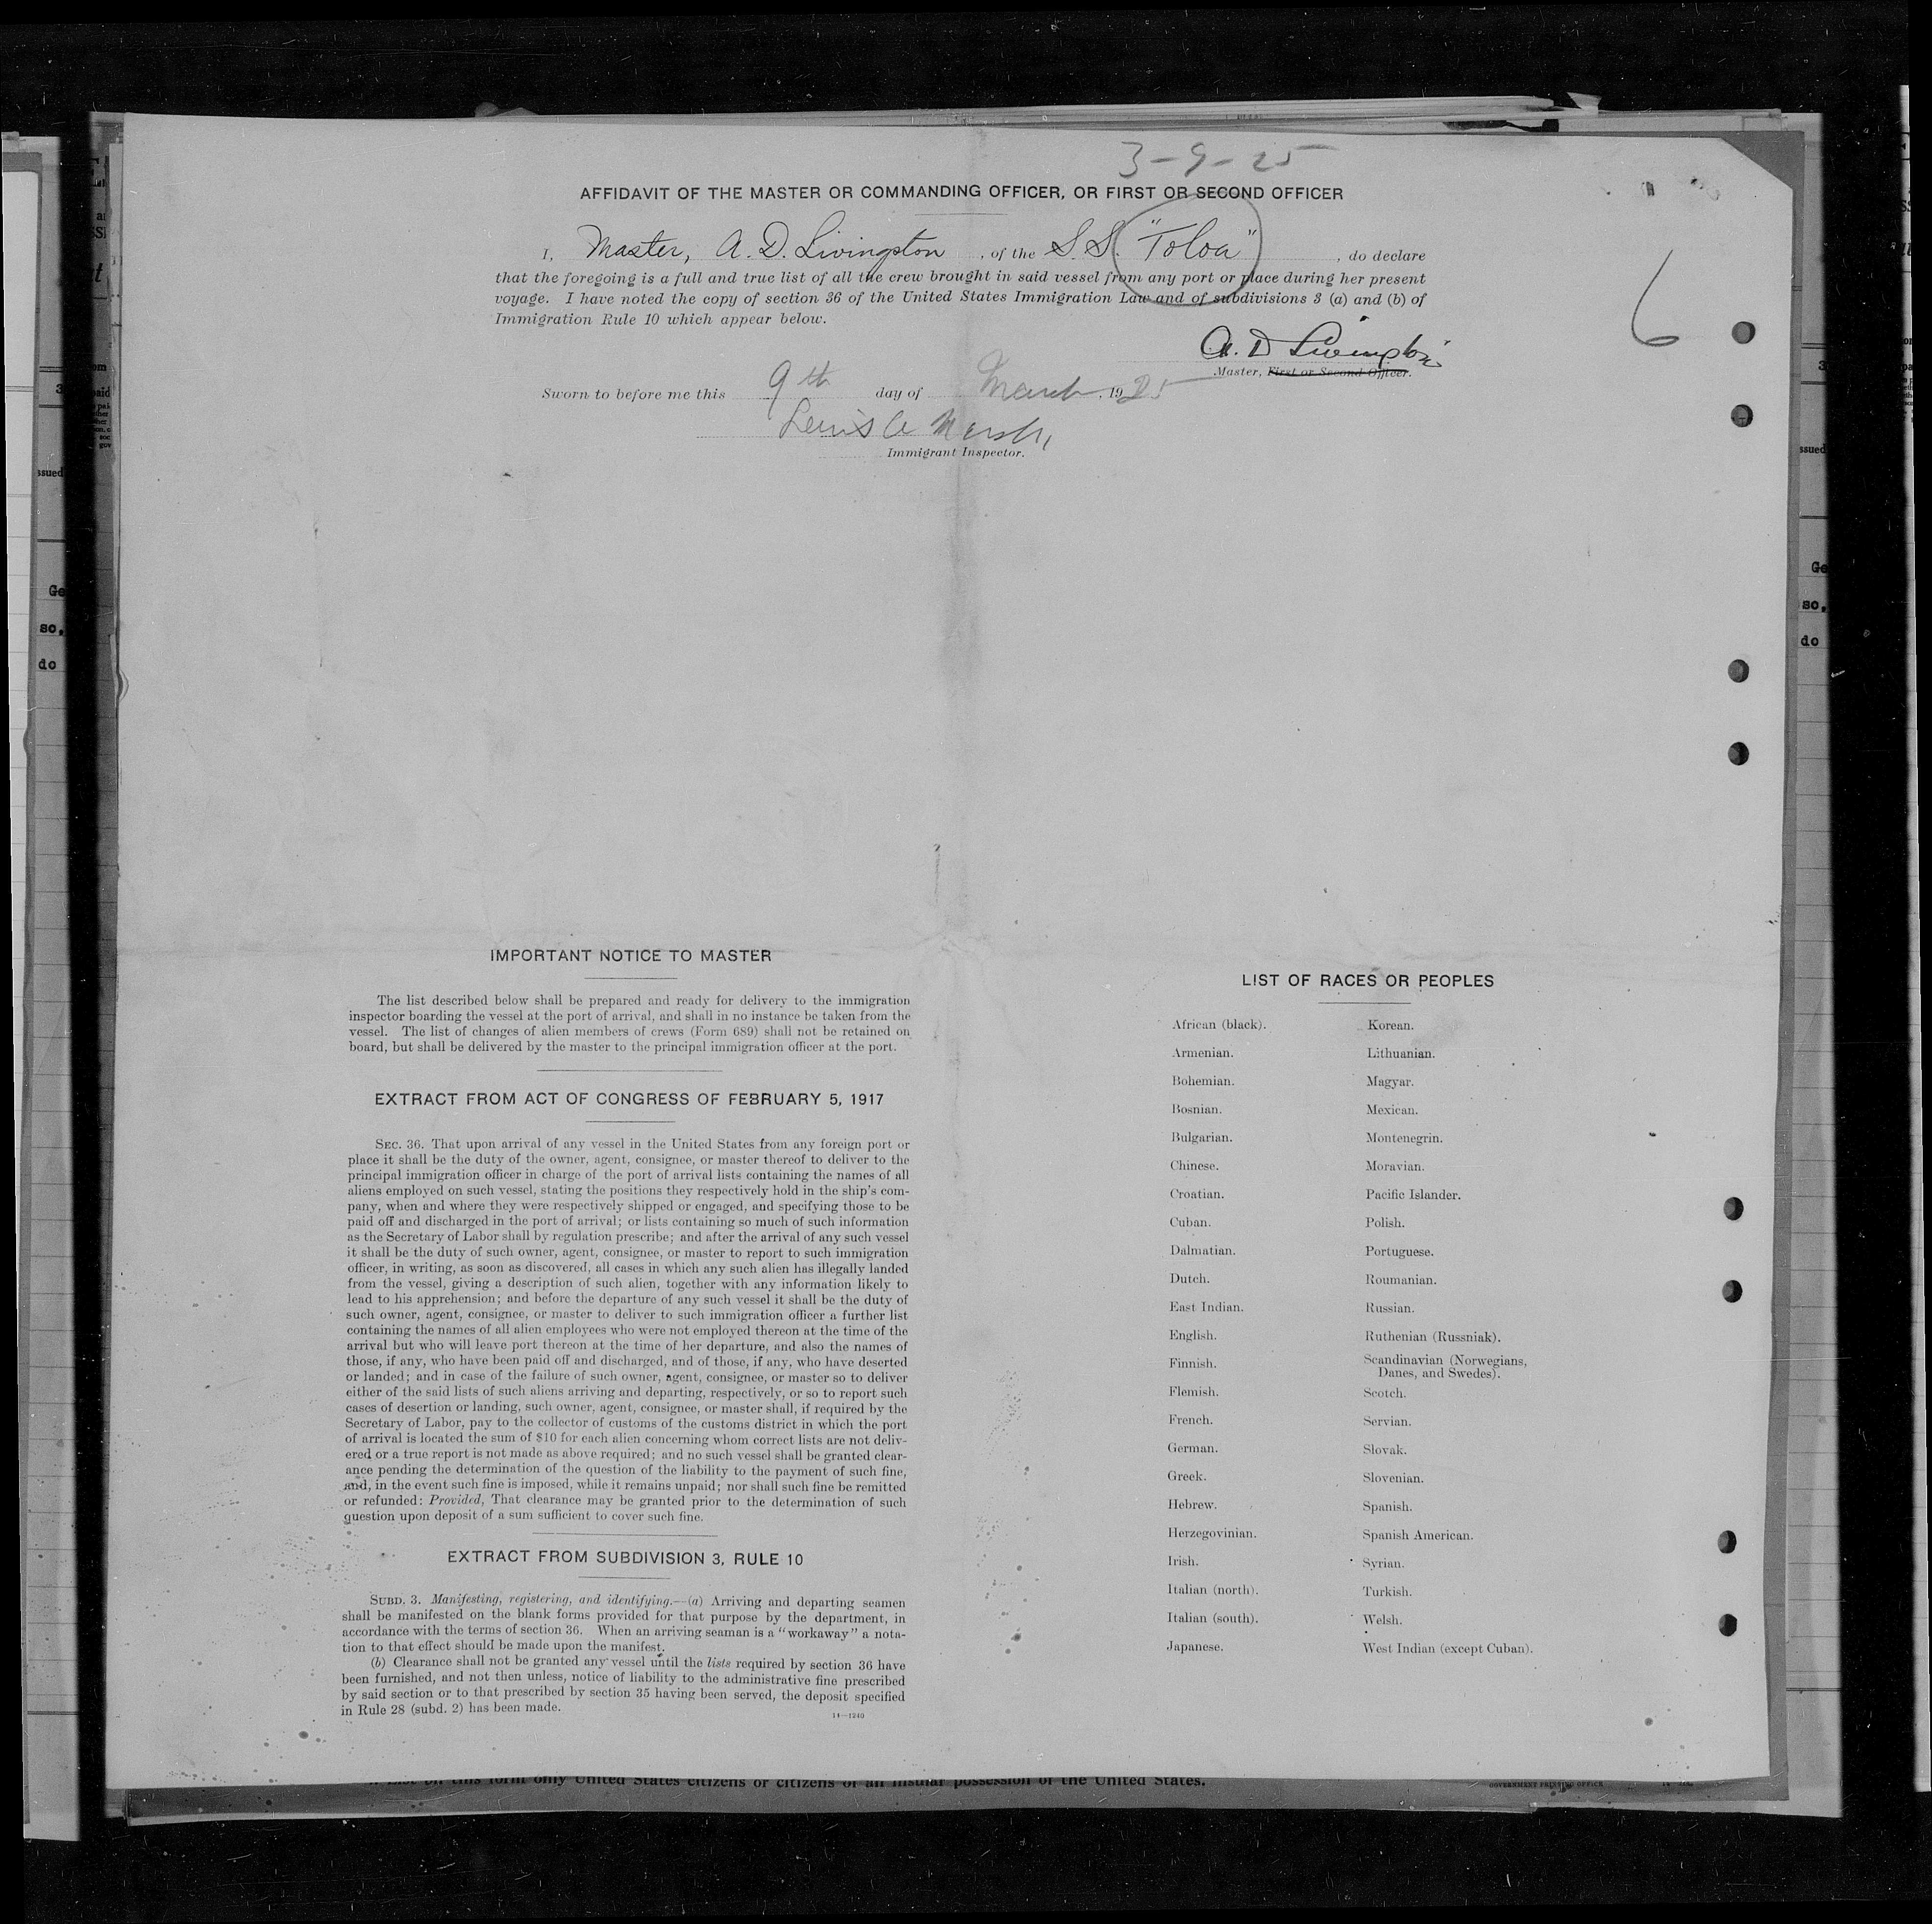 3-9-25
AFFIDAVIT OF THE MASTER OR COMMANDING OFFICER, OR FIRST OR SECOND OFFICER
I, Master, A. D. Livingston, of the S.S. "Toloa", do declare
that the foregoing is a full and true list of all the crew brought in said vessel from any port or place during her present
voyage. I have noted the copy of section 36 of the United States Immigration Law and of subdivisions 3 (a) and (b) of
Immigration Rule 10 which appear below.
6
A. D Livingston
Master, First or Second Officer.
Sworn to before me this 9th day of March, 1925
Lewis A
Immigrant Inspector.
IMPORTANT NOTICE TO MASTER
The list described below shall be prepared and ready for delivery to the immigration
inspector boarding the vessel at the port of arrival, and shall in no instance be taken from the
vessel. The list of changes of alien members of crews (Form 689) shall not be retained on
board, but shall be delivered by the master to the principal immigration officer at the port.
EXTRACT FROM ACT OF CONGRESS OF FEBRUARY 5, 1917
SEC. 36. That upon arrival of any vessel in the United States from any foreign port or
place it shall be the duty of the owner, agent, consignee, or master thereof to deliver to the
principal immigration officer in charge of the port of arrival lists containing the names of all
aliens employed on such vessel, stating the positions they respectively hold in the ship's com-
pany, when and where they were respectively shipped or engaged, and specifying those to be
paid off and discharged in the port of arrival; or lists containing so much of such information
as the Secretary of Labor shall by regulation prescribe; and after the arrival of any such vessel
it shall be the duty of such owner, agent, consignee, or master to report to such immigration
officer, in writing, as soon as discovered, all cases in which any such alien has illegally landed
from the vessel, giving a description of such alien, together with any information likely to
lead to his apprehension; and before the departure of any such vessel it shall be the duty of
such owner, agent, consignee, or master to deliver to such immigration officer a further list
containing the names of all alien employees who were not employed thereon at the time of the
arrival but who will leave port thereon at the time of her departure, and also the names of
those, if any, who have been paid off and discharged, and of those, if any, who have deserted
or landed; and in case of the failure of such owner, agent, consignee, or master so to deliver
either of the said lists of such aliens arriving and departing, respectively, or so to report such
cases of desertion or landing, such owner, agent, consignee, or master shall, if required by the
Secretary of Labor, pay to the collector of customs of the customs district in which the port
of arrival is located the sum of $10 for each alien concerning whom correct lists are not deliv-
ered or a true report is not made as above required; and no such vessel shall be granted clear-
ance pending the determination of the question of the liability to the payment of such fine,
and, in the event such fine is imposed, while it remains unpaid; nor shall such fine be remitted
or refunded: Provided, That clearance may be granted prior to the determination of such
question upon deposit of a sum sufficient to cover such fine.
EXTRACT FROM SUBDIVISION 3, RULE 10
SUBD. 3. Manifesting, registering, and identifying.—(a) Arriving and departing seamen
shall be manifested on the blank forms provided for that purpose by the department, in
accordance with the terms of section 36. When an arriving seaman is a "workaway" a nota-
tion to that effect should be made upon the manifest.
(b) Clearance shall not be granted any vessel until the lists required by section 36 have
been furnished, and not then unless, notice of liability to the administrative fine prescribed
by said section or to that prescribed by section 35 having been served, the deposit specified
in Rule 28 (subd. 2) has been made.
14—1240
LIST OF RACES OR PEOPLES
African (black).
Armenian.
Bohemian.
Bosnian.
Bulgarian.
Chinese.
Croatian.
Cuban.
Dalmatian.
Dutch.
East Indian.
English.
Finnish.
Flemish.
French.
German.
Greek.
Hebrew.
Herzegovinian.
Irish.
Italian (north).
Italian (south).
Japanese.
Korean.
Lithuanian.
Magyar.
Mexican.
Montenegrin.
Moravian.
Pacific Islander.
Polish.
Portuguese.
Roumanian.
Russian.
Ruthenian (Russniak).
Scandinavian (Norwegians,
Danes, and Swedes).
Scotch.
Servian.
Slovak.
Slovenian.
Spanish.
Spanish American.
Syrian.
Turkish.
Welsh.
West Indian (except Cuban).
List on this form only United States citizens or citizens of an insular possession of the United States.
GOVERNMENT PRINTING OFFICE